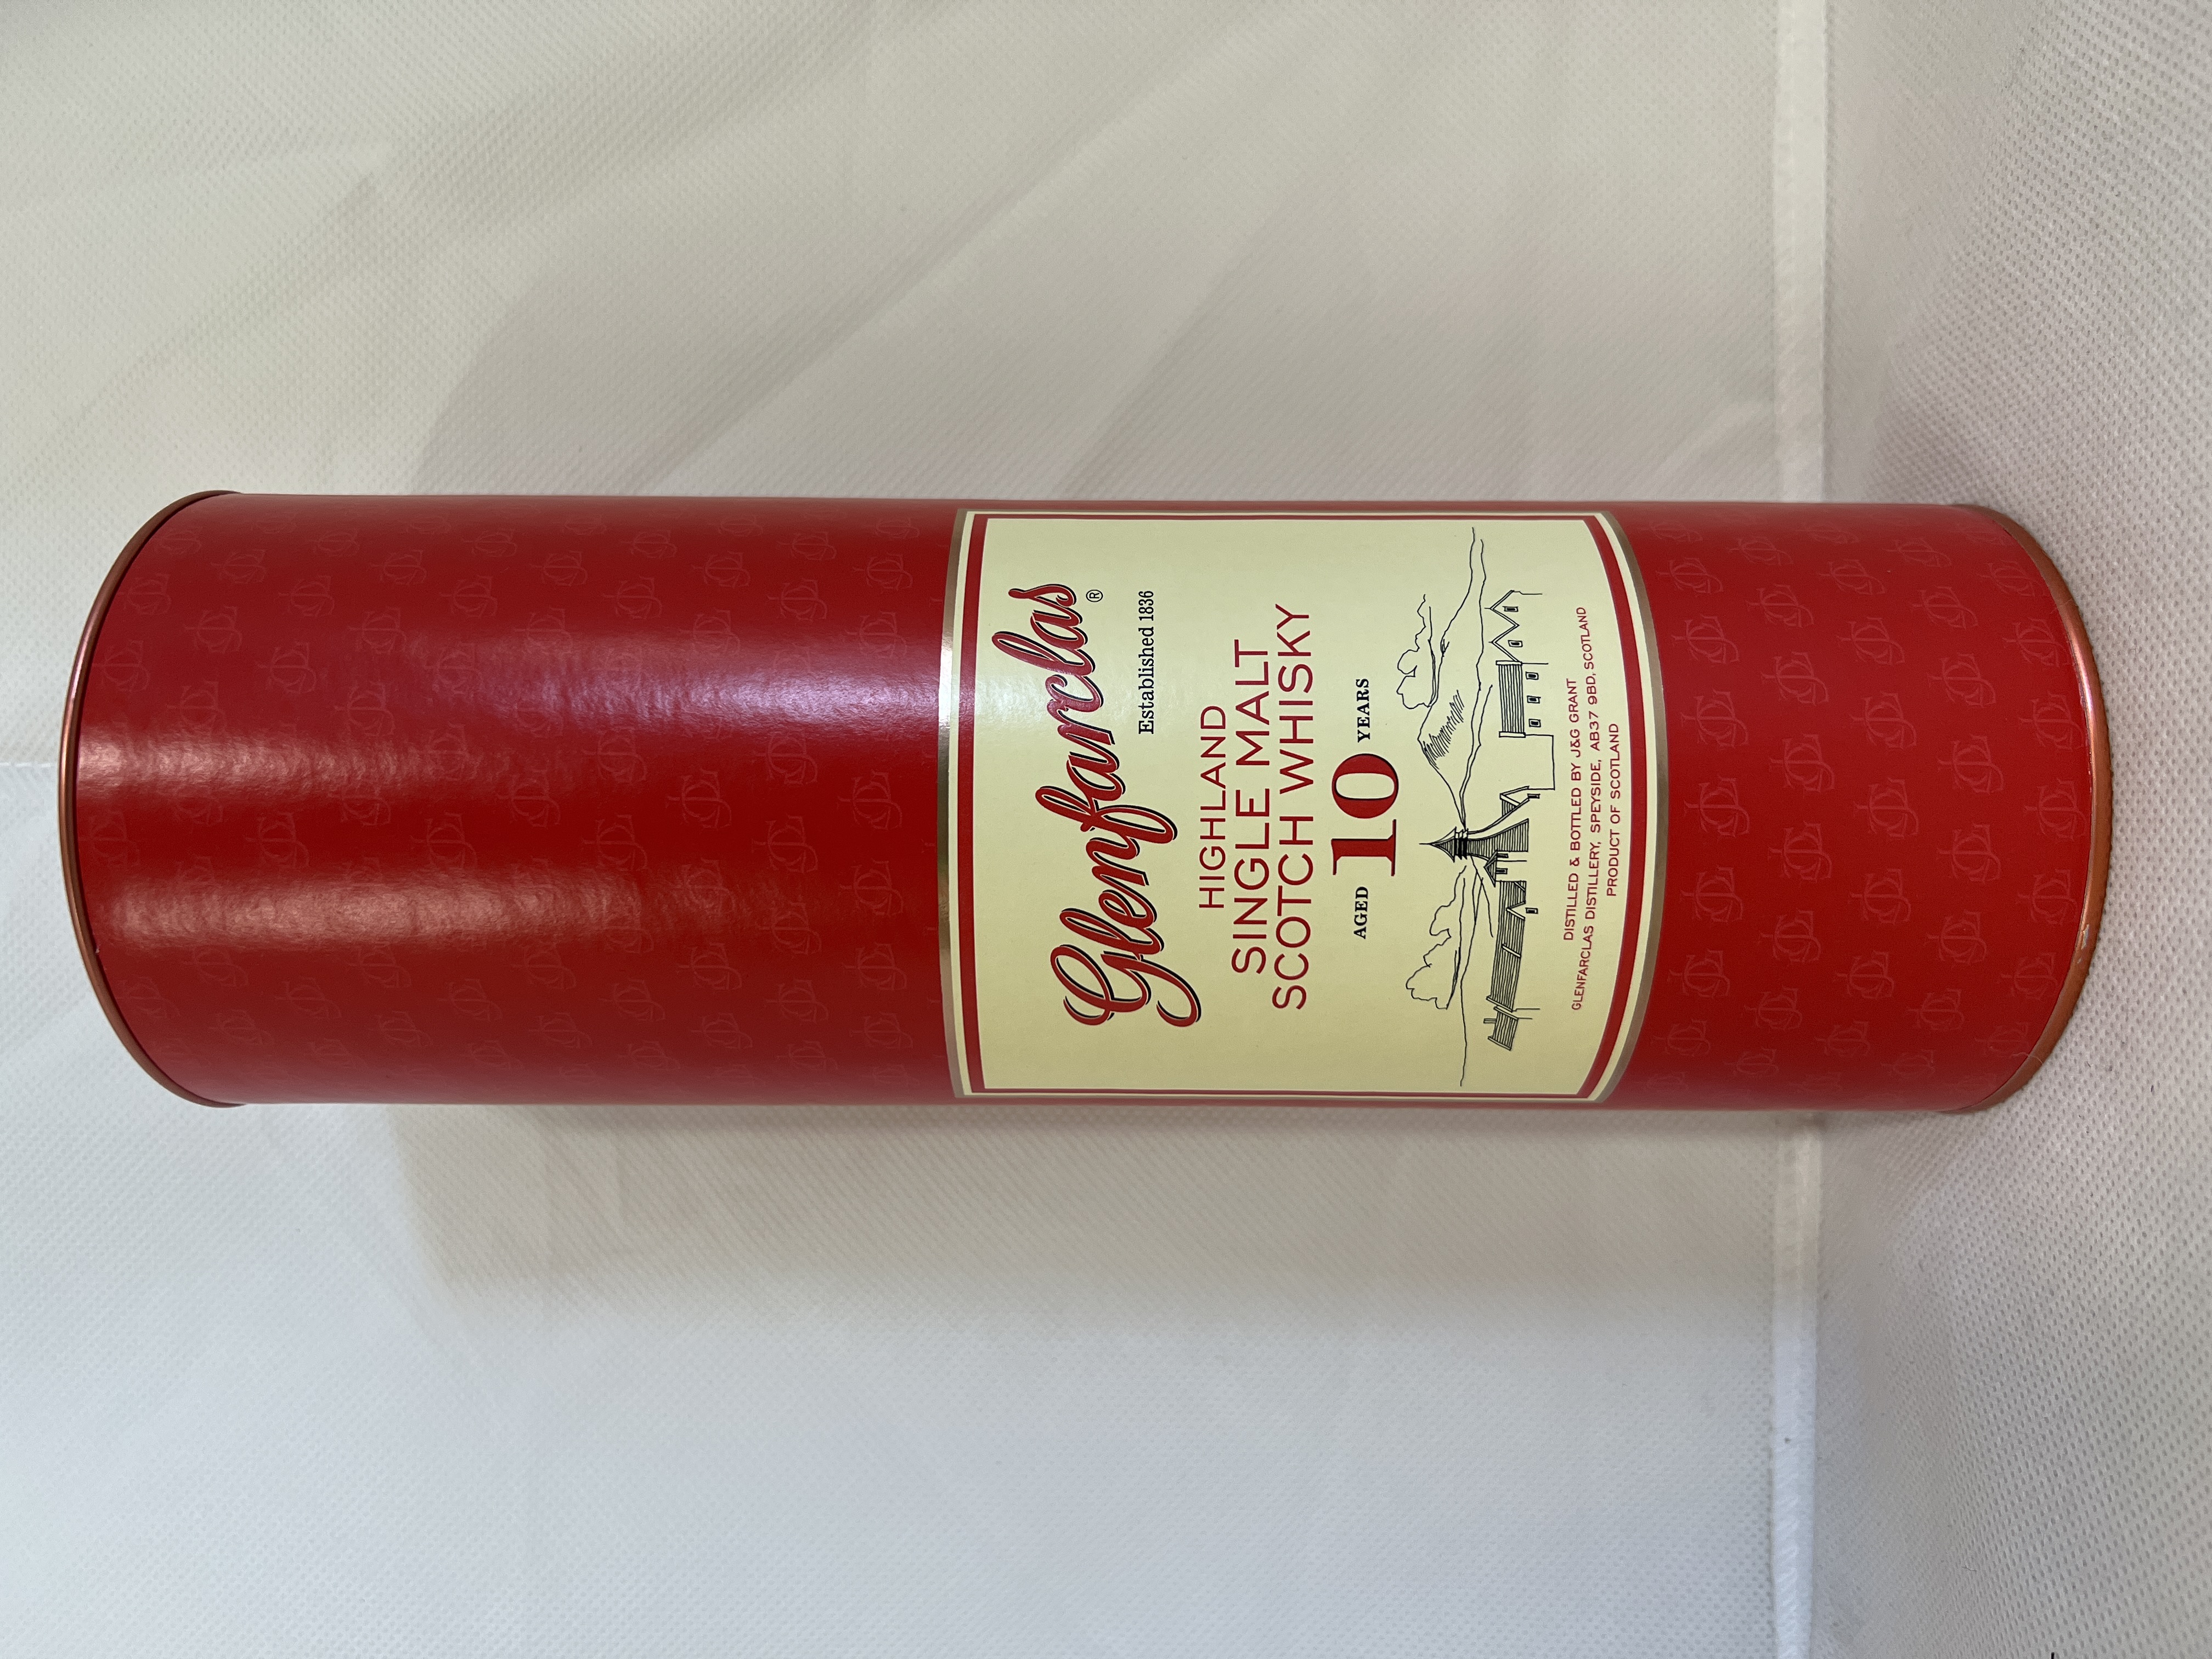 Glenfarclas®
Established 1836
HIGHLAND
SINGLE MALT
SCOTCH WHISKY
AGED 10 YEARS
DISTILLED & BOTTLED BY J&G GRANT
GLENFARCLAS DISTILLERY, SPEYSIDE, AB37 9BD, SCOTLAND
PRODUCT OF SCOTLAND